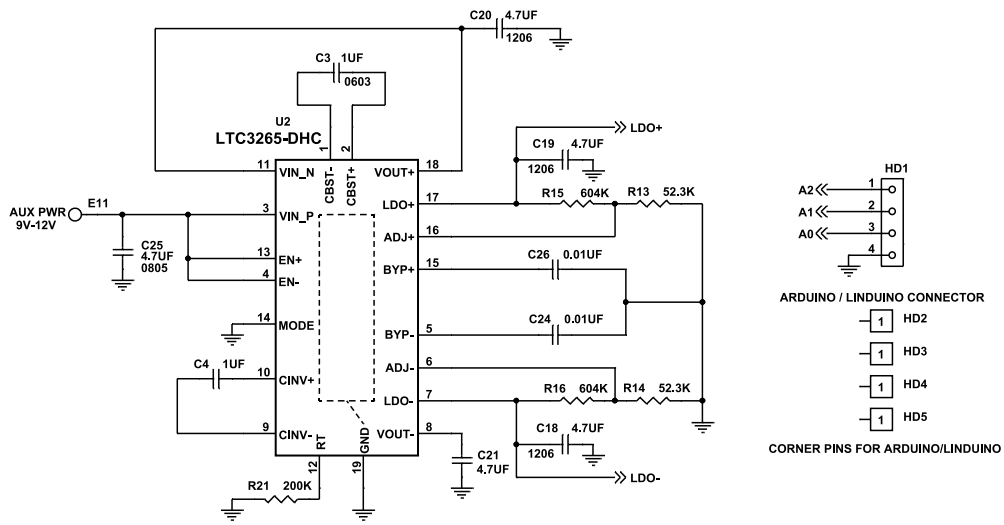 C20 4.7UF
1206
C3 1UF
0603
U2
LTC3265-DHC
1 2
CBST- CBST+
11 VIN_N VOUT+ 18
LDO+
C19 4.7UF
1206
AUX PWR
9V-12V
E11
3 VIN_P LDO+ 17
R15 604K R13 52.3K
ADJ+ 16
C25
4.7UF
0805
13 EN+ BYP+ 15
C26 0.01UF
4 EN-
14 MODE BYP- 5
C24 0.01UF
C4 1UF
10 CINV+ ADJ- 6
LDO- 7
R16 604K R14 52.3K
9 CINV- VOUT- 8
RT GND
12 19
C18 4.7UF
1206
C21
4.7UF
LDO-
R21 200K
HD1
A2 1
A1 2
A0 3
4
ARDUINO / LINDUINO CONNECTOR
1 HD2
1 HD3
1 HD4
1 HD5
CORNER PINS FOR ARDUINO/LINDUINO